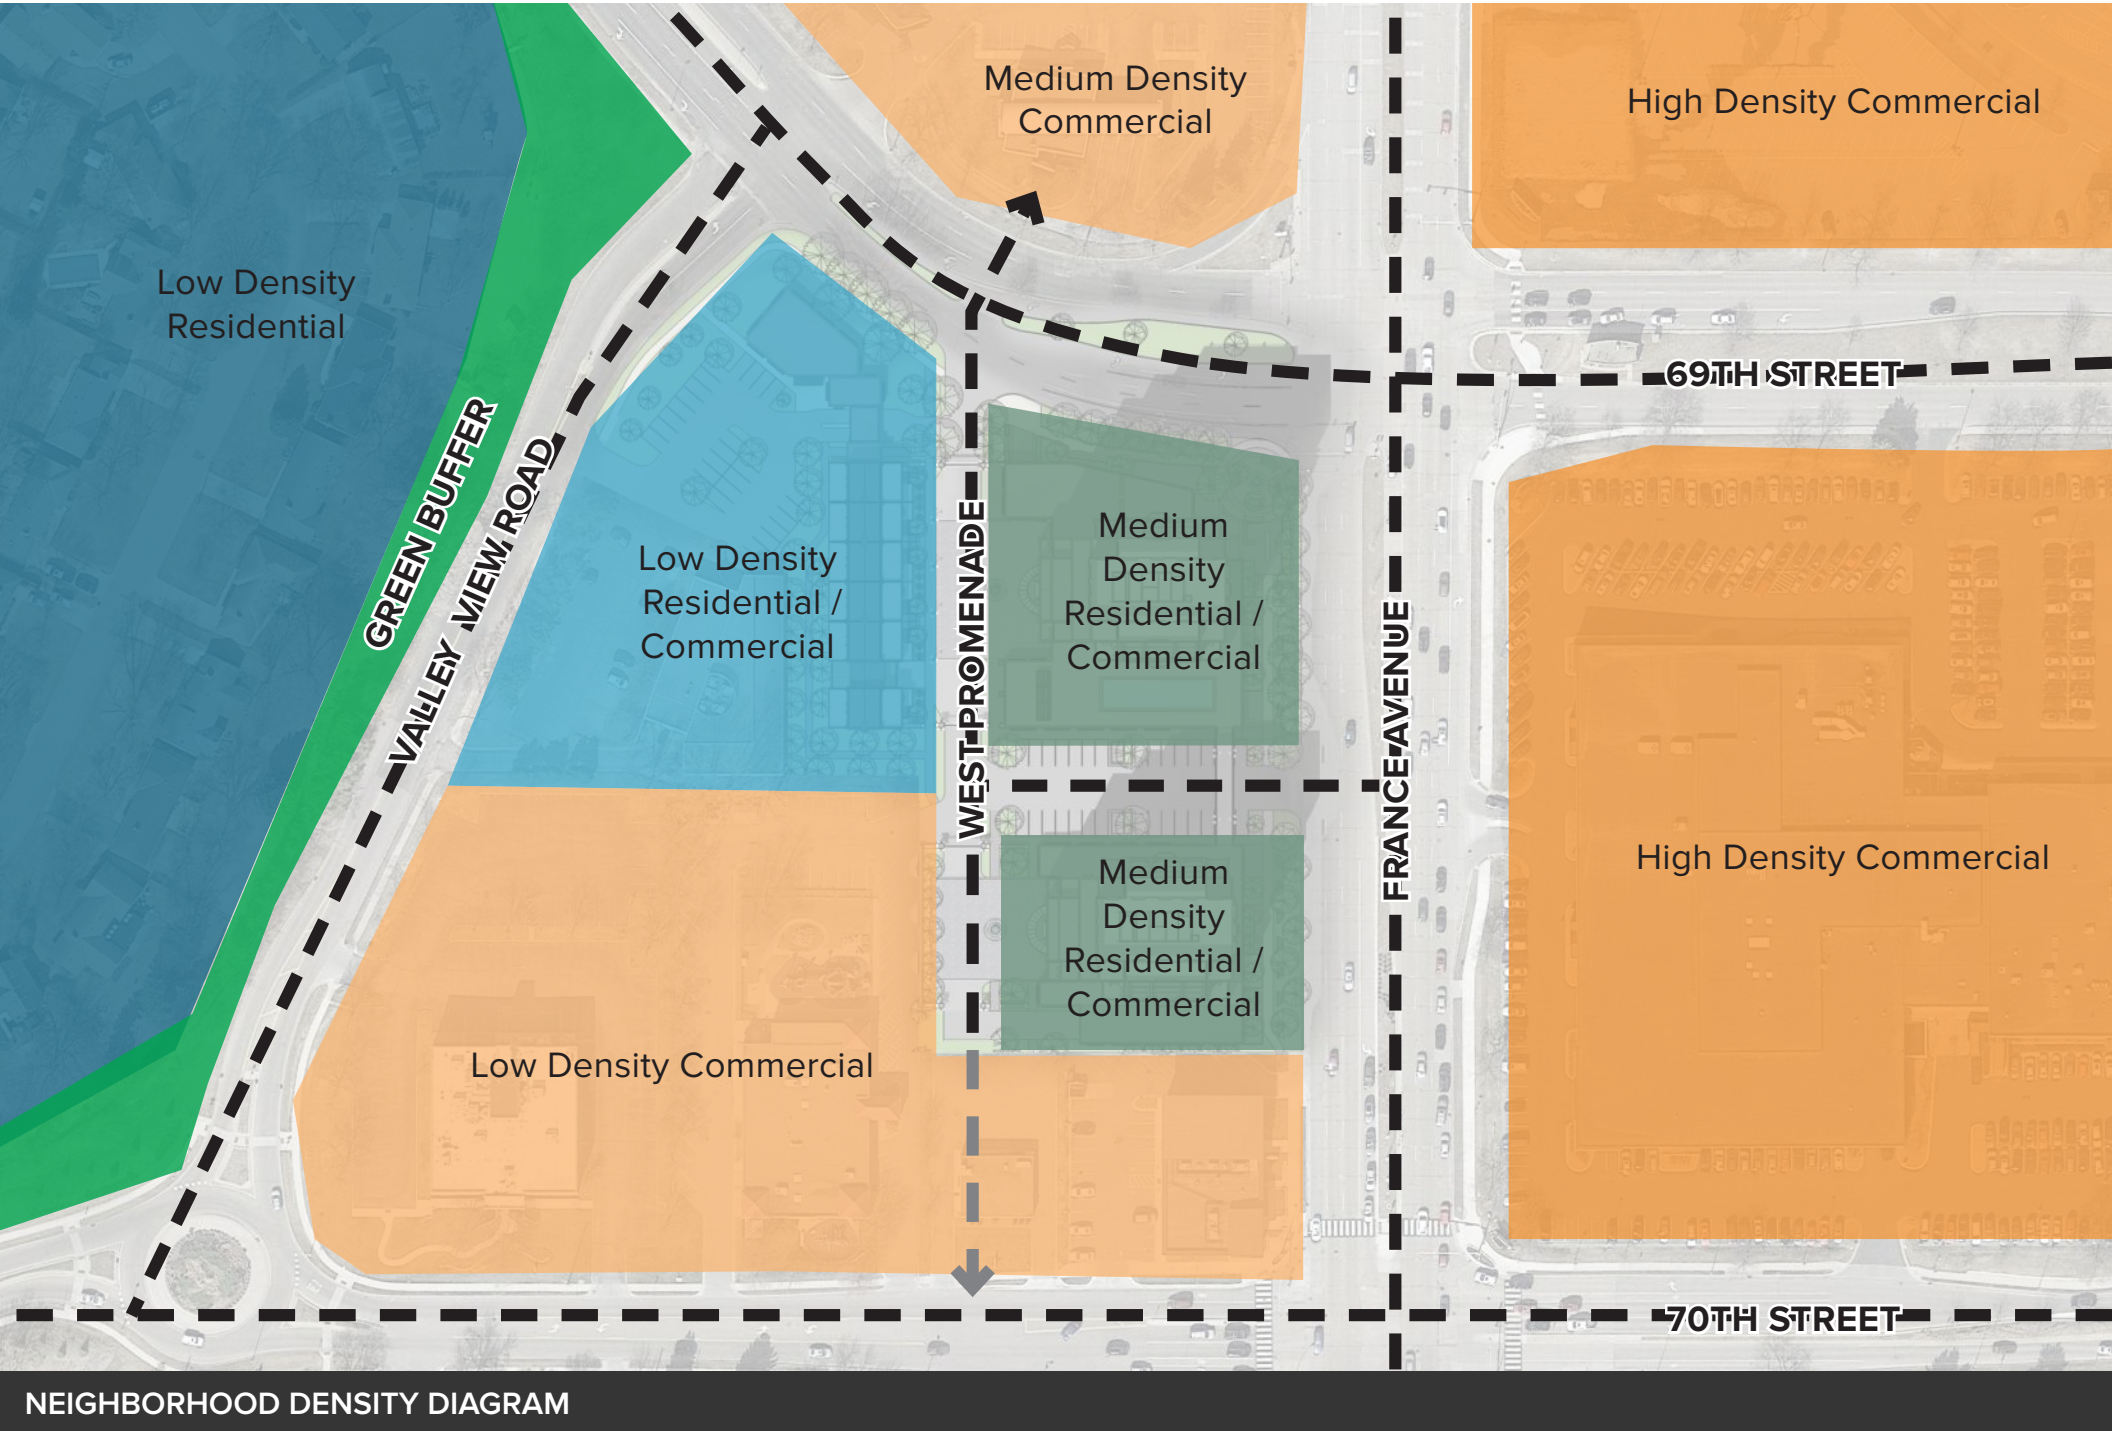 Medium Density
Commercial
High Density Commercial
Low Density
Residential
69TH STREET
GREEN BUFFER
VALLEY VIEW ROAD
Low Density
Residential /
Commercial
WEST PROMENADE
Medium
Density
Residential /
Commercial
FRANCE AVENUE
High Density Commercial
Medium
Density
Residential /
Commercial
Low Density Commercial
70TH STREET
NEIGHBORHOOD DENSITY DIAGRAM